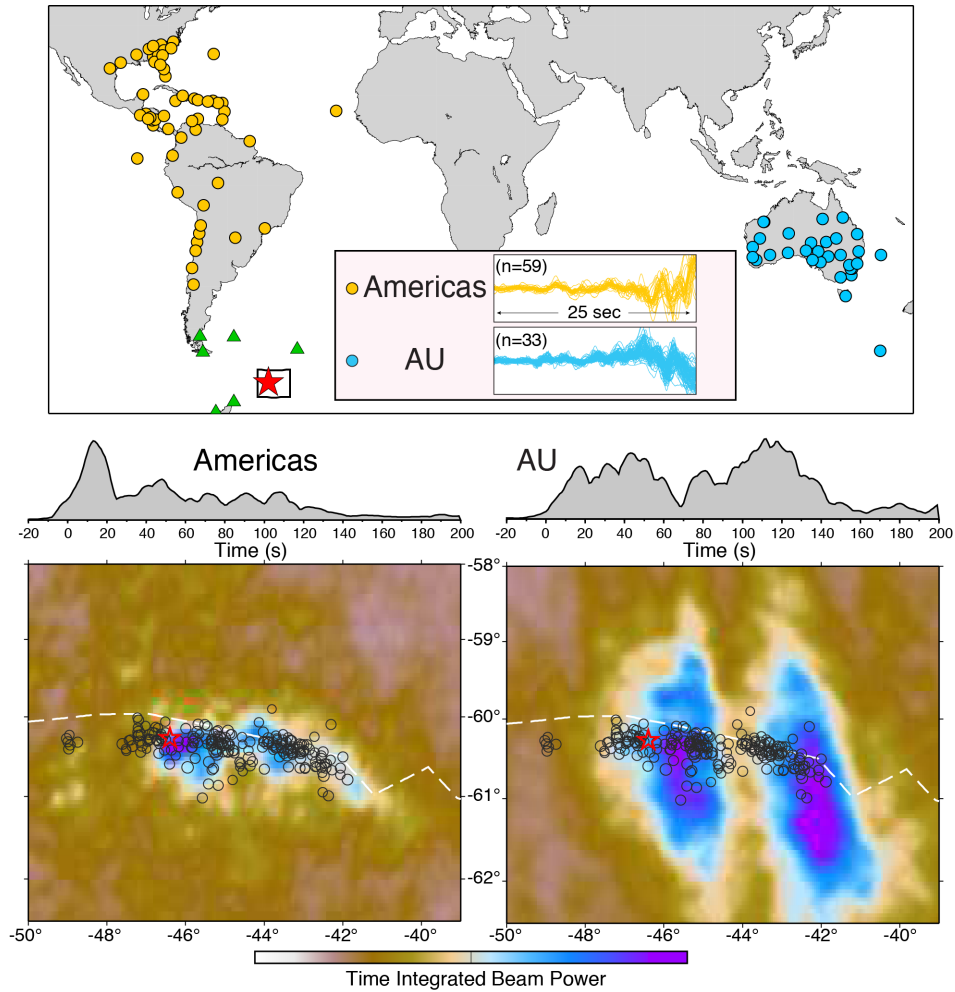 Americas
(n=59)
25 sec
AU
(n=33)
Americas
AU
-20 0 20 40 60 80 100 120 140 160 180 200
-20 0 20 40 60 80 100 120 140 160 180 200
Time (s)
Time (s)
-58°
-59°
-60°
-61°
-62°
-50° -48° -46° -44° -42° -40°
-50° -48° -46° -44° -42° -40°
Time Integrated Beam Power